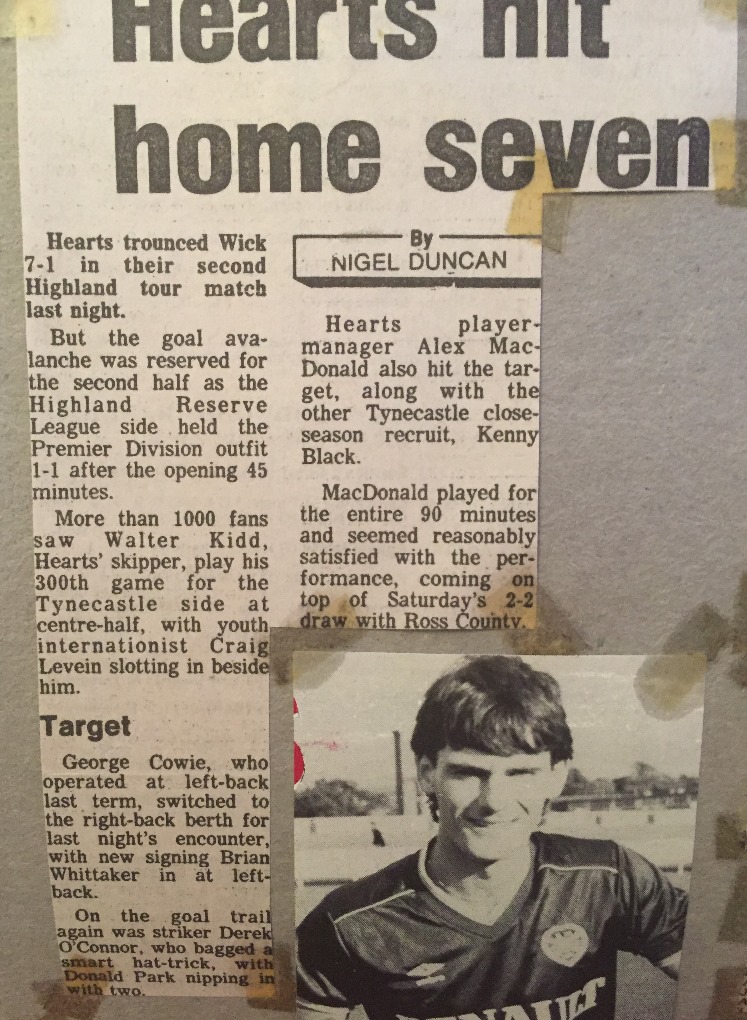 Hearts hit
home seven
Hearts trounced Wick
7-1 in their second
Highland tour match
last night.
But the goal ava-
lanche was reserved for
the second half as the
Highland Reserve
League side held the
Premier Division outfit
1-1 after the opening 45
minutes.
More than 1000 fans
saw Walter Kidd,
Hearts' skipper, play his
300th game for the
Tynecastle side at
centre-half, with youth
internationist Craig
Levein slotting in beside
him.
Target
George Cowie, who
operated at left-back
last term, switched to
the right-back berth for
last night's encounter,
with new signing Brian
Whittaker in at left-
back.
On the goal trail
again was striker Derek
O'Connor, who bagged a
smart hat-trick, with
Donald Park nipping in
with two.
By
NIGEL DUNCAN
Hearts player-
manager Alex Mac-
Donald also hit the tar-
get, along with the
other Tynecastle close-
season recruit, Kenny
Black.
MacDonald played for
the entire 90 minutes
and seemed reasonably
satisfied with the per-
formance, coming on
top of Saturday's 2-2
draw with Ross County.
RENAULT